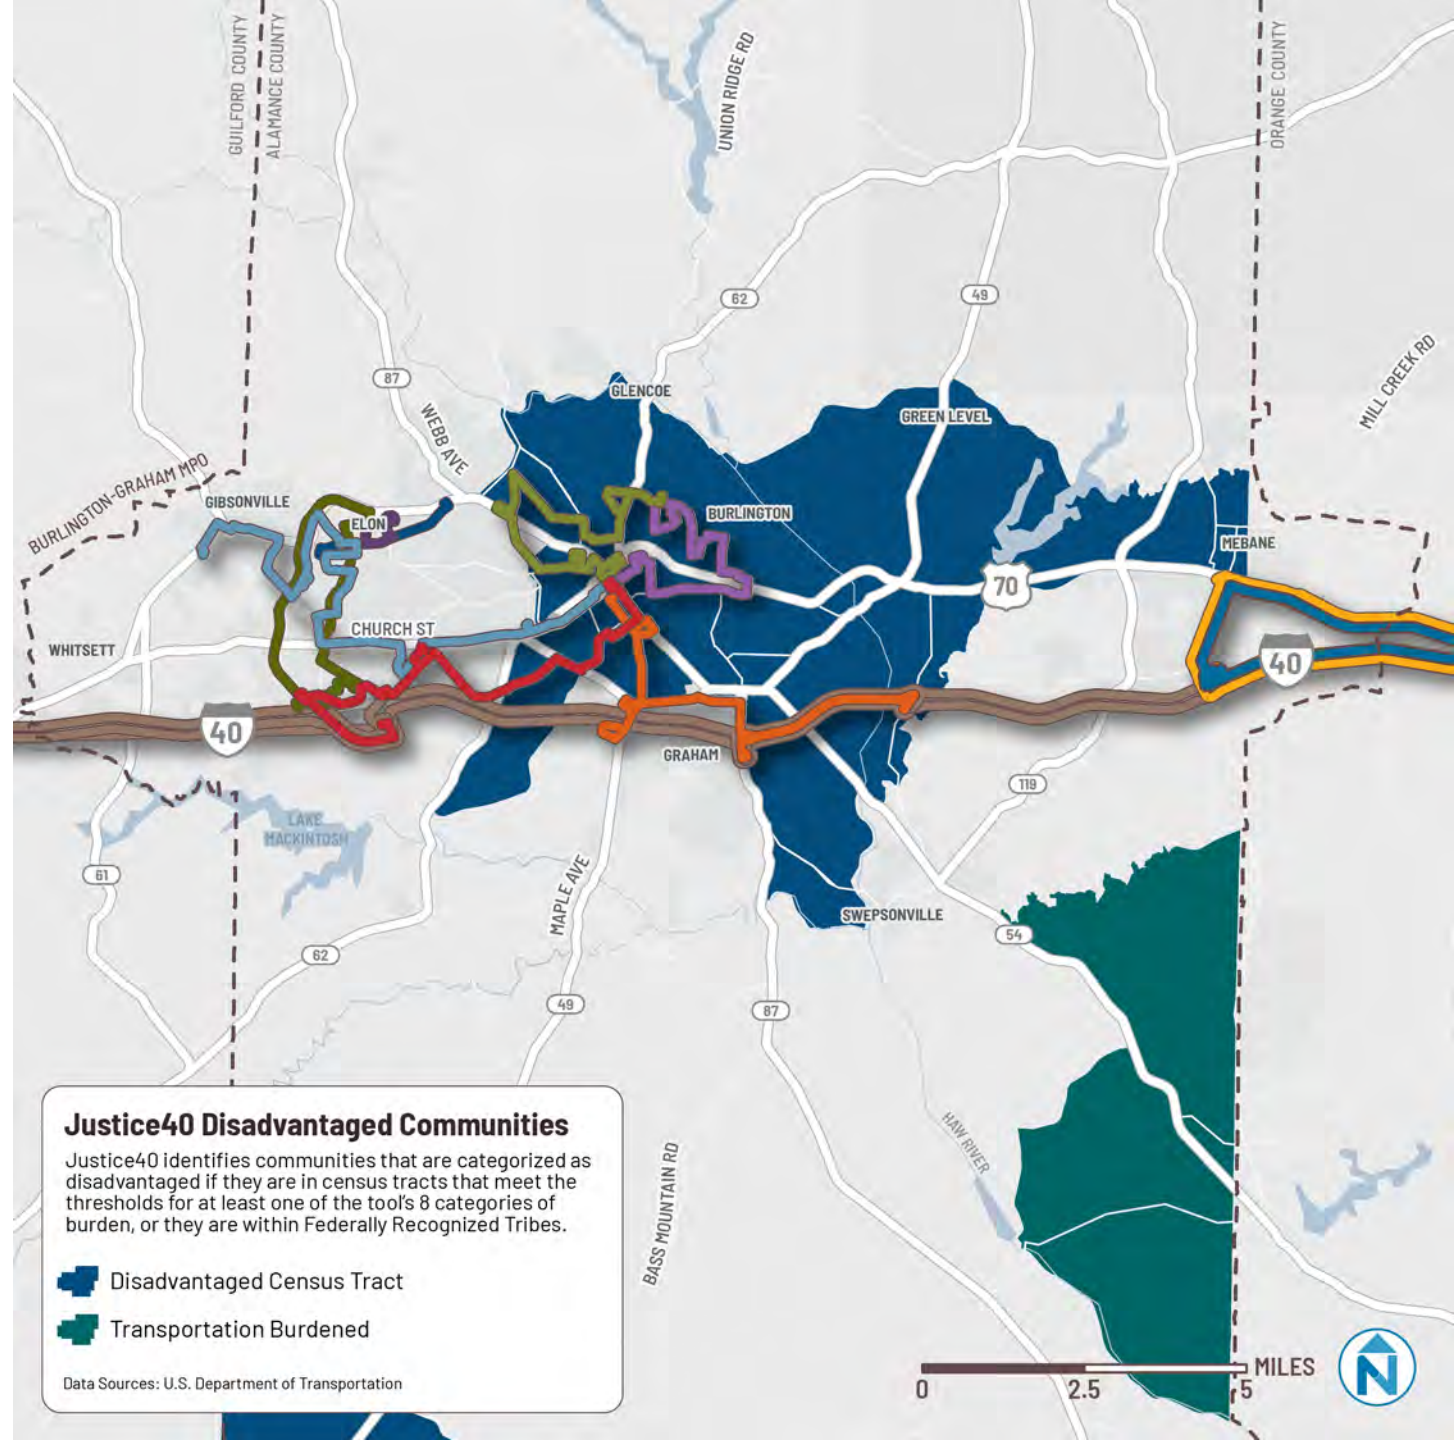 GUILFORD COUNTY
ALAMANCE COUNTY
UNION RIDGE RD
ORANGE COUNTY
62
49
MILL CREEK RD
87
GLENCOE
GREEN LEVEL
WEBB AVE
BURLINGTON-GRAHAM MPO
GIBSONVILLE
ELON
BURLINGTON
MEBANE
70
CHURCH ST
WHITSETT
40
40
GRAHAM
119
LAKE
MACKINTOSH
61
MAPLE AVE
SWEPSONVILLE
54
62
49
87
HAW RIVER
BASS MOUNTAIN RD
Justice40 Disadvantaged Communities
Justice40 identifies communities that are categorized as
disadvantaged if they are in census tracts that meet the
thresholds for at least one of the tool's 8 categories of
burden, or they are within Federally Recognized Tribes.
Disadvantaged Census Tract
Transportation Burdened
Data Sources: U.S. Department of Transportation
MILES
0
2.5
5
N